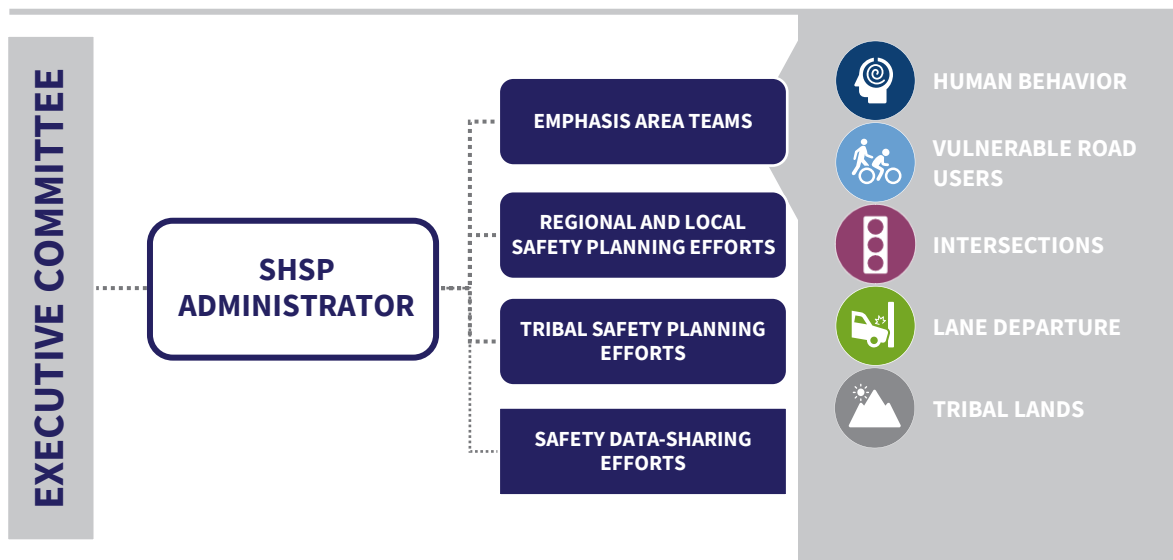 EXECUTIVE COMMITTEE
SHSP
ADMINISTRATOR
EMPHASIS AREA TEAMS
REGIONAL AND LOCAL
SAFETY PLANNING EFFORTS
TRIBAL SAFETY PLANNING
EFFORTS
SAFETY DATA-SHARING
EFFORTS
HUMAN BEHAVIOR
VULNERABLE ROAD
USERS
INTERSECTIONS
LANE DEPARTURE
TRIBAL LANDS